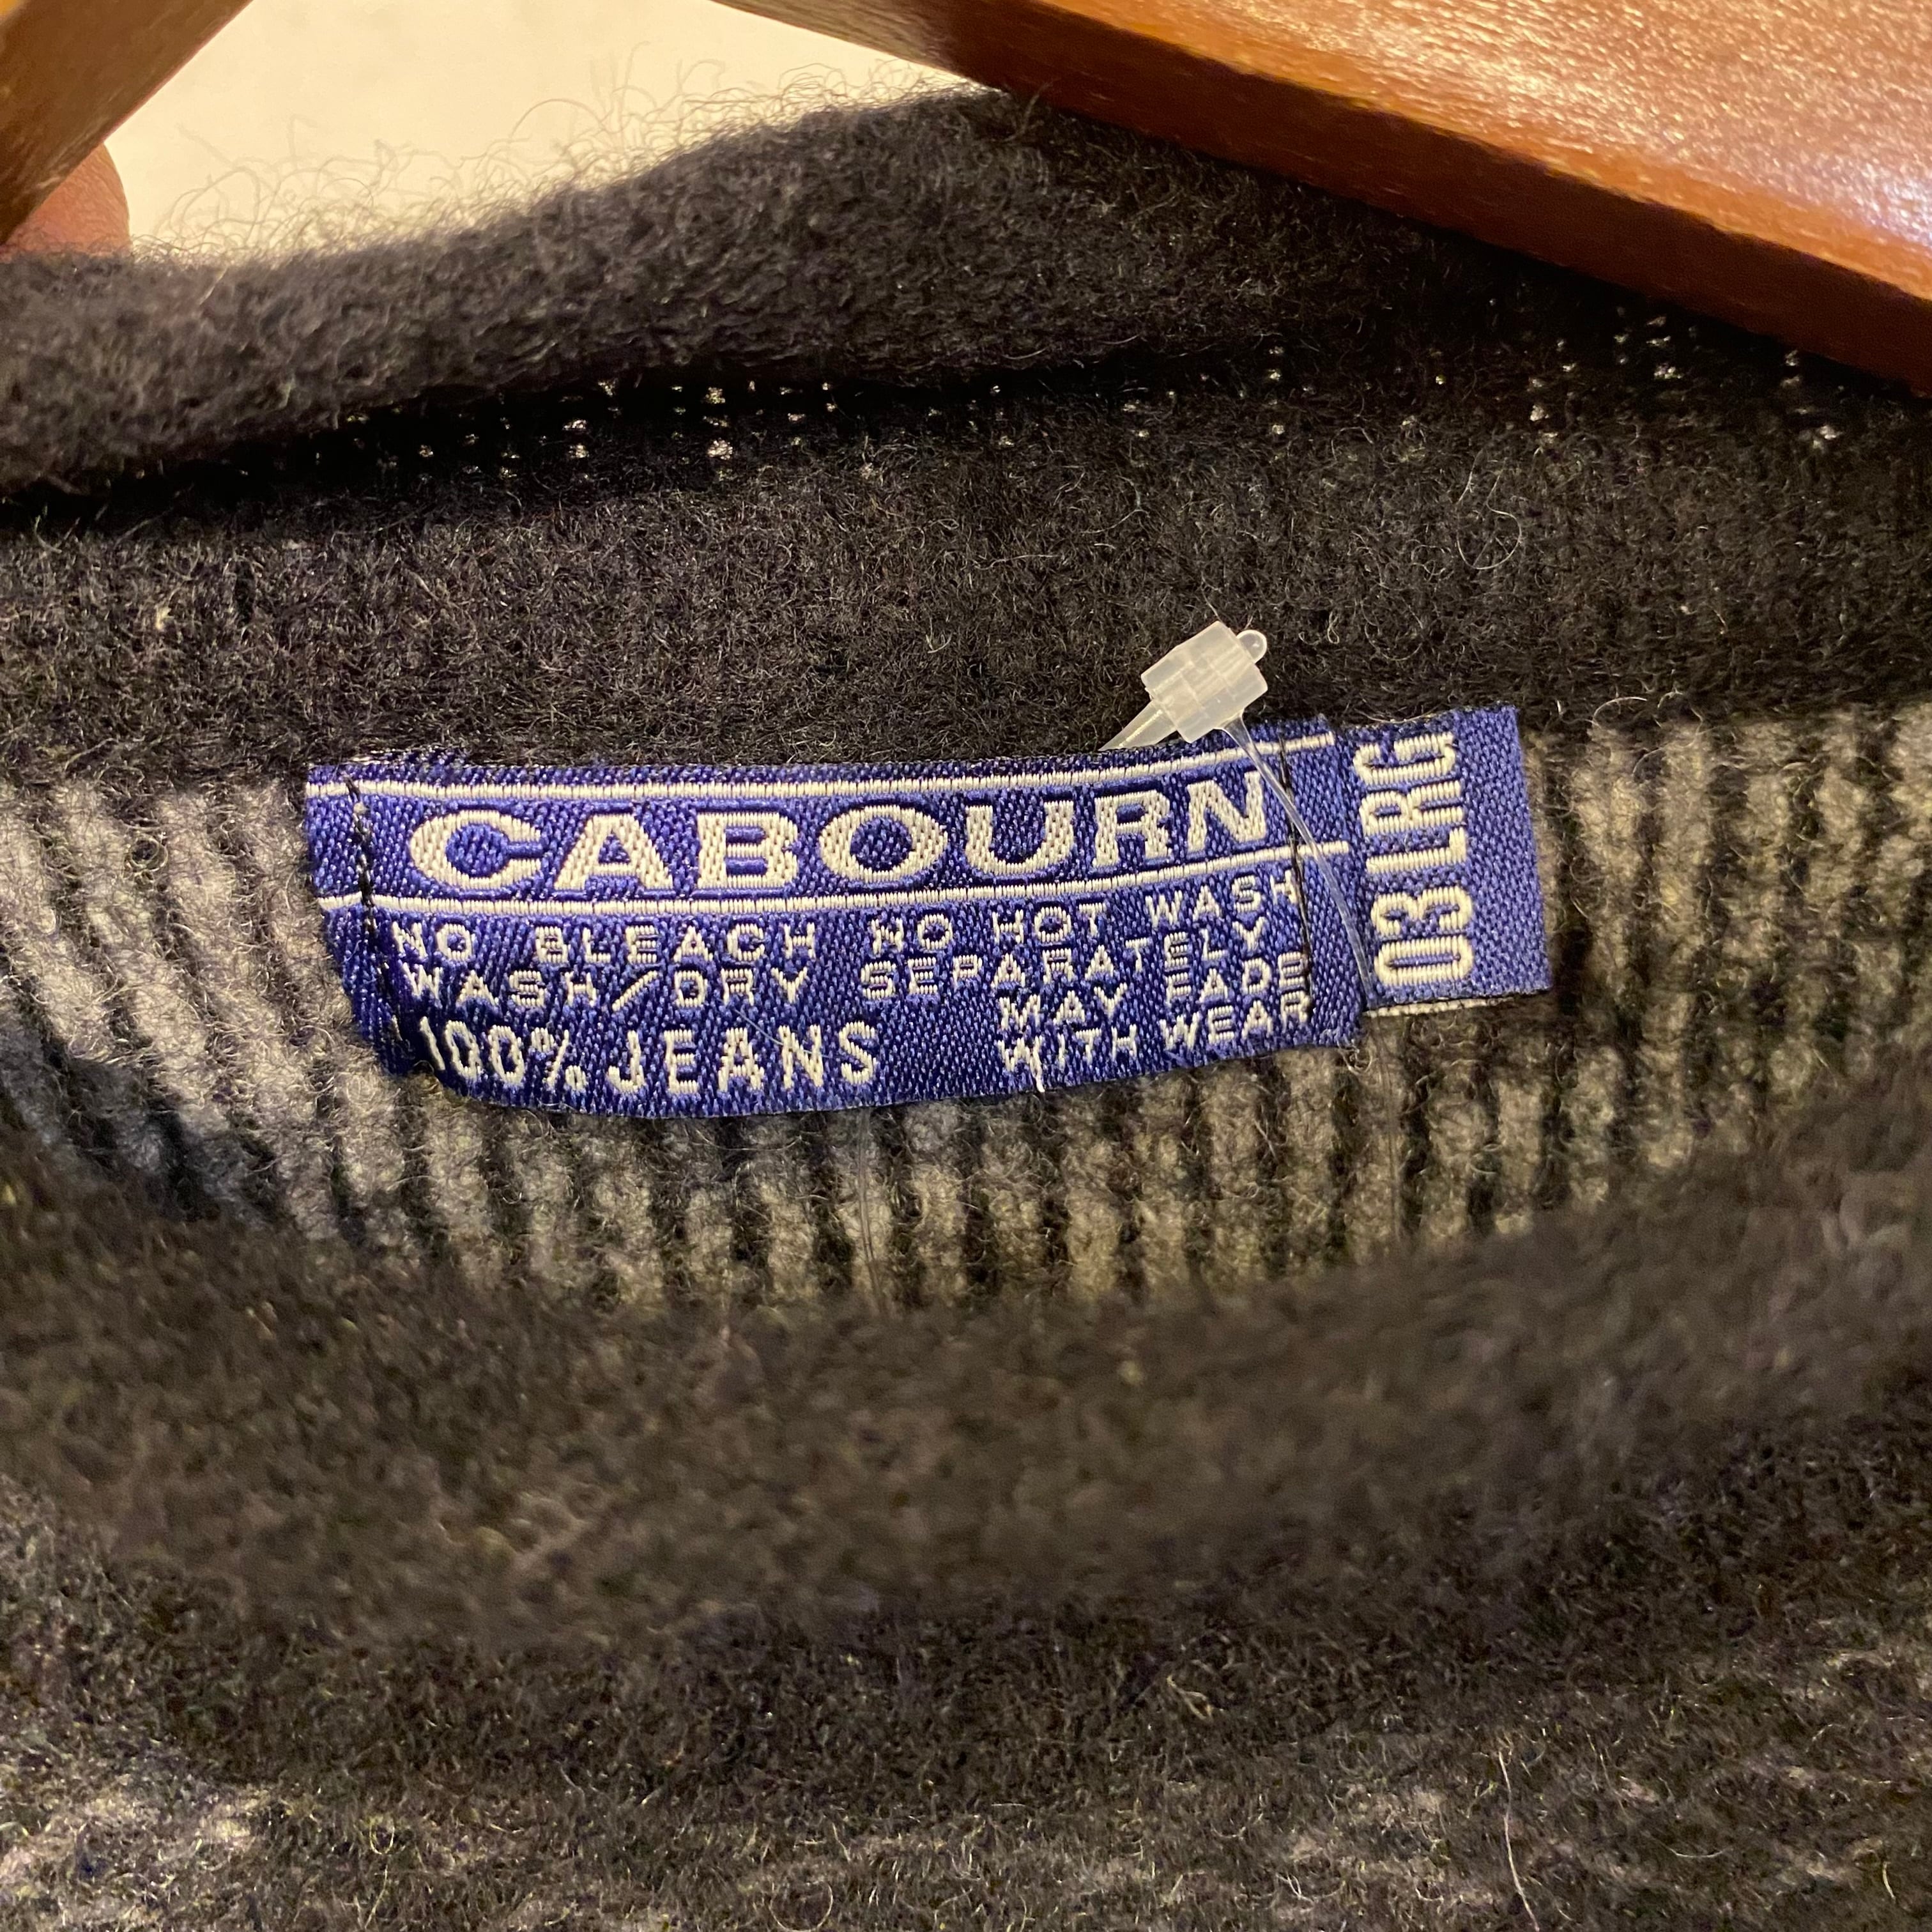 CABOURN
NO BLEACH NO HOT WASH
WASH/DRY SEPARATELY
100% JEANS
MAY FADE
WITH WEAR
03 LRG